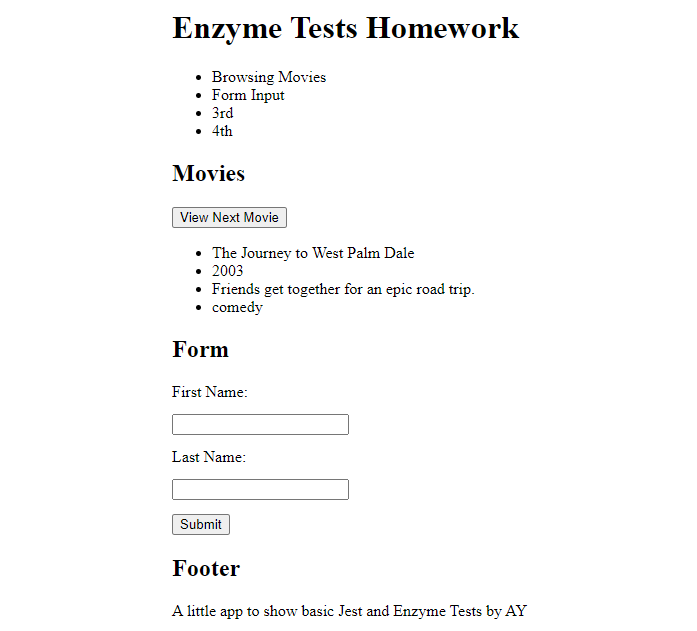 Enzyme Tests Homework
Browsing Movies
Form Input
3rd
4th
Movies
View Next Movie
The Journey to West Palm Dale
2003
Friends get together for an epic road trip.
comedy
Form
First Name:
Last Name:
Submit
Footer
A little app to show basic Jest and Enzyme Tests by AY